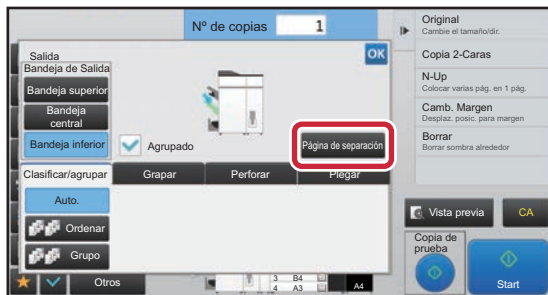 Nº de copias 1
Original
Cambie el tamaño/dir.
Copia 2-Caras
N-Up
Colocar varias pág. en 1 pág.
Camb. Margen
Desplaz. posic. para margen
Borrar
Borrar sombra alrededor
Salida
OK
Bandeja de Salida
Bandeja superior
Bandeja
central
Bandeja inferior
Agrupado
Página de separación
Clasificar/agrupar
Grapar
Perforar
Plegar
Auto.
Ordenar
Grupo
Vista previa
CA
Copia de
prueba
Start
Otros
3 B4
4 A3
A4